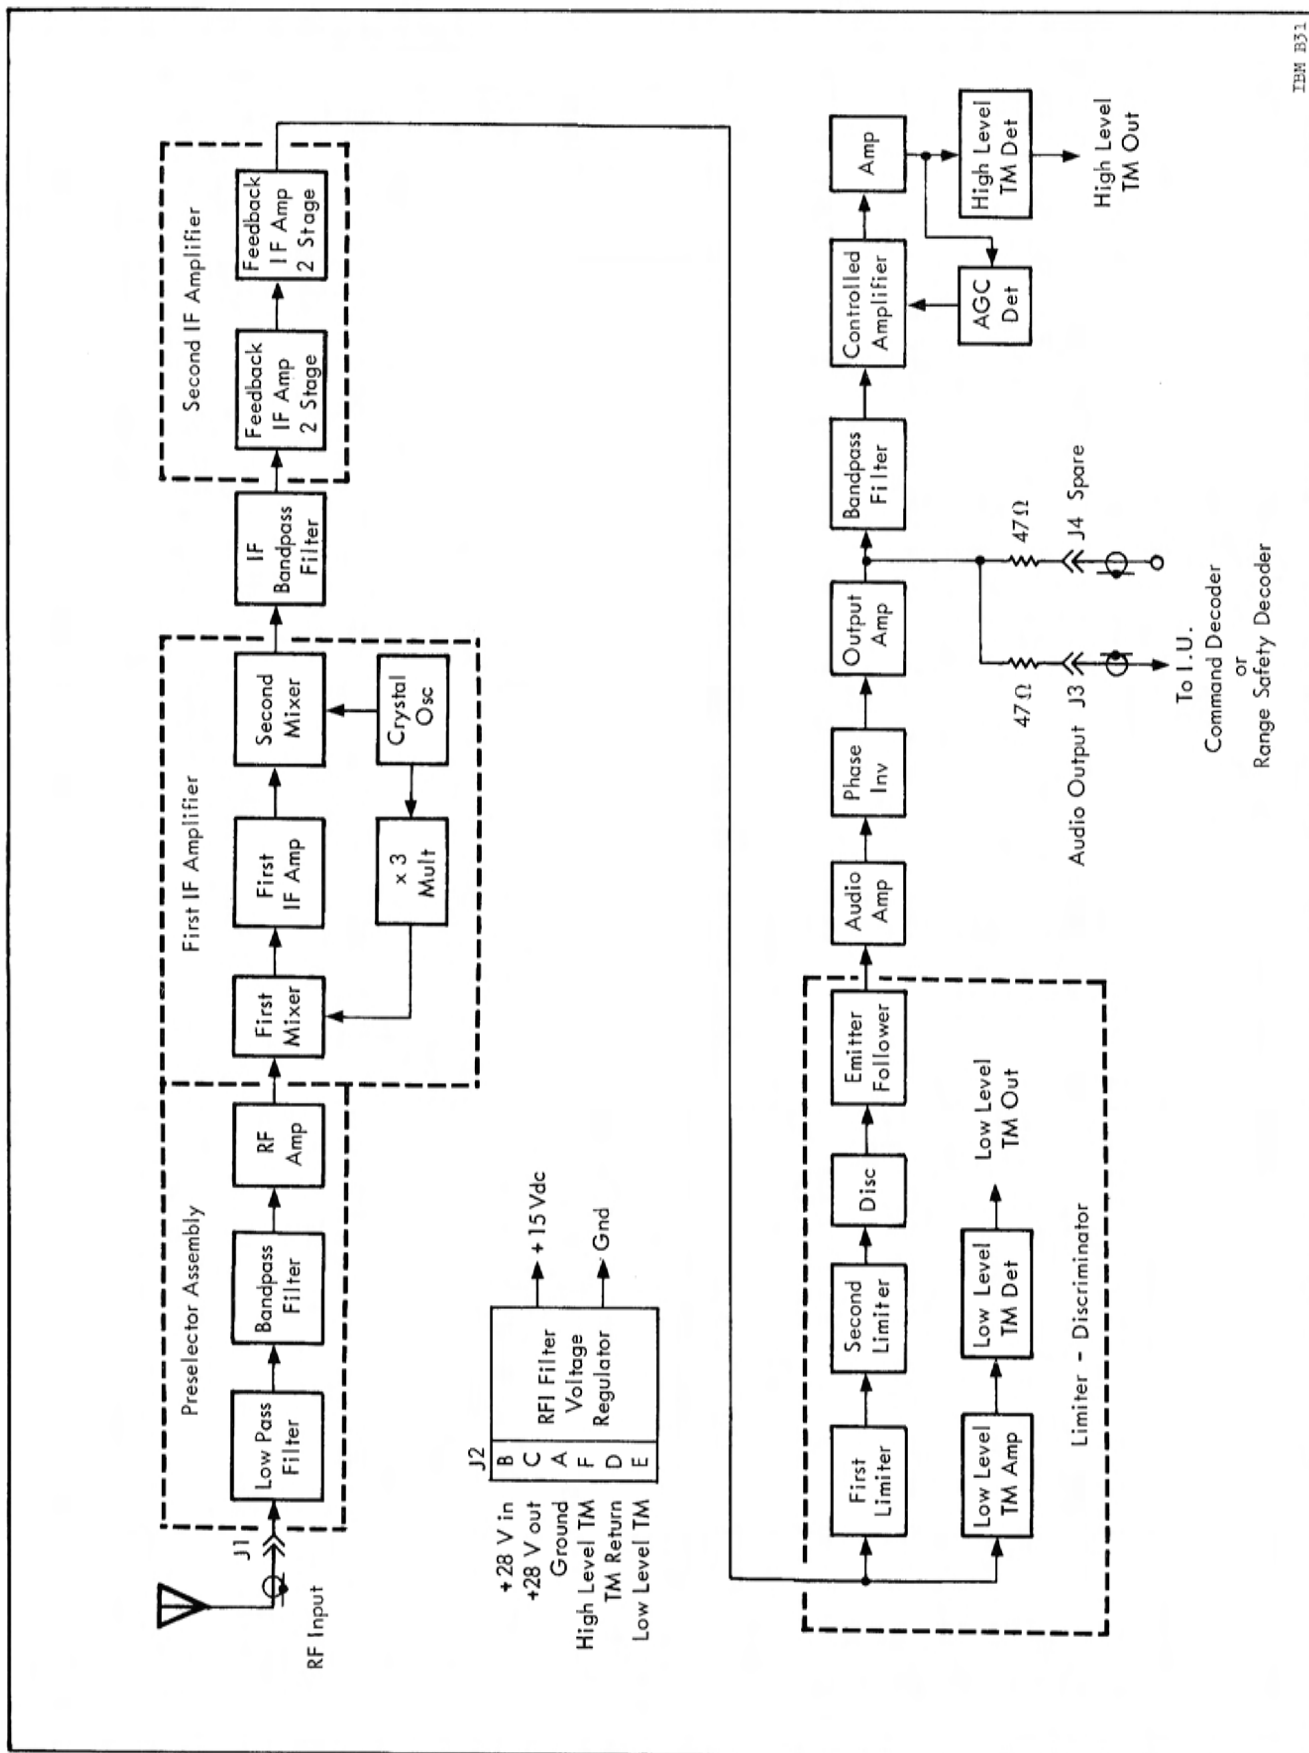 RF Input
J1
Preselector Assembly
Low Pass
Filter
Bandpass
Filter
RF
Amp
First IF Amplifier
First
Mixer
First
IF Amp
Second
Mixer
x 3
Mult
Crystal
Osc
IF
Bandpass
Filter
Second IF Amplifier
Feedback
IF Amp
2 Stage
Feedback
IF Amp
2 Stage
J2
+28 V in
B
+28 V out
C
Ground
A
High Level TM
F
TM Return
D
Low Level TM
E
RFI Filter
Voltage
Regulator
+ 15 Vdc
Gnd
First
Limiter
Second
Limiter
Disc
Emitter
Follower
Low Level
TM Amp
Low Level
TM Det
Low Level
TM Out
Limiter - Discriminator
Audio
Amp
Phase
Inv
Output
Amp
Bandpass
Filter
Controlled
Amplifier
Amp
AGC
Det
High Level
TM Det
High Level
TM Out
47Ω
47Ω
Audio Output J3
J4 Spare
To I.U.
Command Decoder
or
Range Safety Decoder
IBM B31